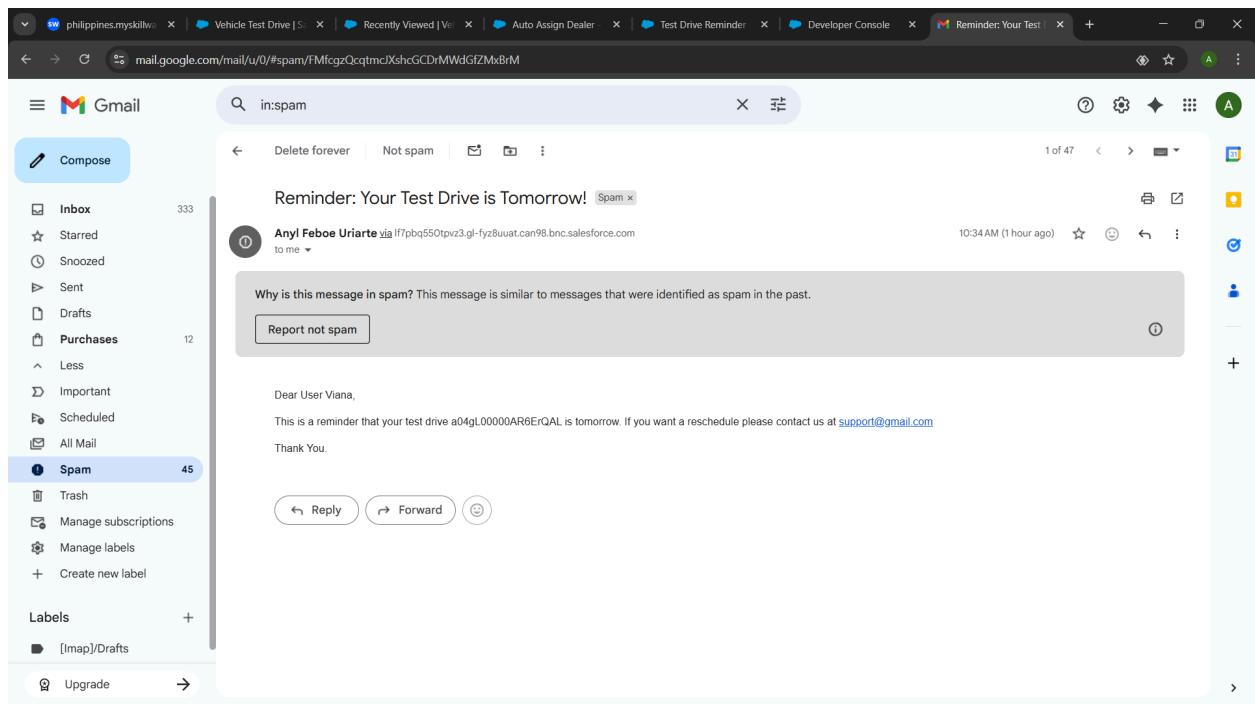 philippines.myskillwa
Vehicle Test Drive | Sa
Recently Viewed | Veh
Auto Assign Dealer -
Test Drive Reminder
Developer Console
Reminder: Your Test D
mail.google.com/mail/u/0/#spam/FMfcgzQcqtmcJXshcGCDrMWdGfZMxBrM
A
Gmail
in:spam
A
Compose
Delete forever
Not spam
1 of 47
31
Reminder: Your Test Drive is Tomorrow!
Spam ×
Inbox 333
Starred
Snoozed
Sent
Drafts
Purchases 12
Less
Important
Scheduled
All Mail
Spam 45
Trash
Manage subscriptions
Manage labels
Create new label
Labels
[Imap]/Drafts
Upgrade
Anyl Feboe Uriarte via lf7pbq55Otpvz3.gl-fyz8uuat.can98.bnc.salesforce.com
10:34 AM (1 hour ago)
to me
Why is this message in spam? This message is similar to messages that were identified as spam in the past.
Report not spam
Dear User Viana,
This is a reminder that your test drive a04gL00000AR6ErQAL is tomorrow. If you want a reschedule please contact us at support@gmail.com
Thank You.
Reply
Forward